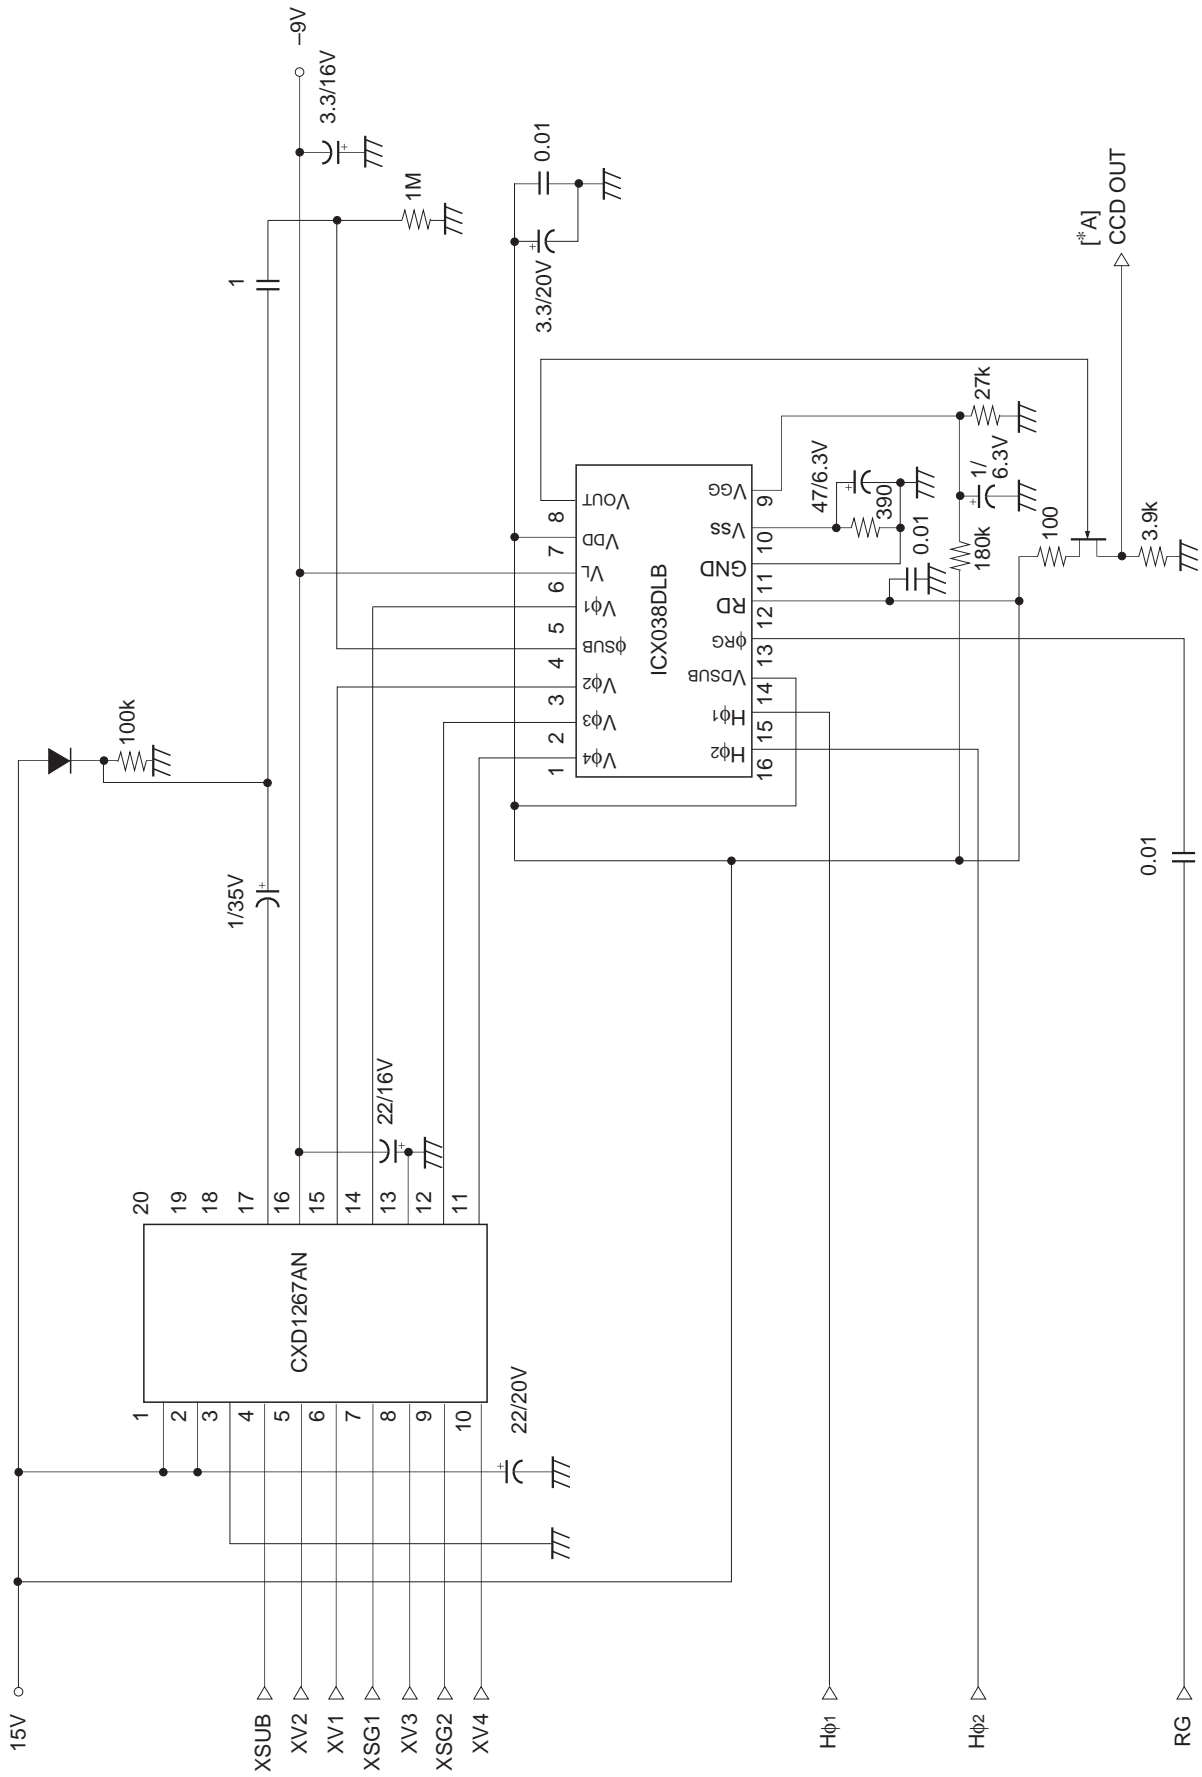 15V
XSUB
XV2
XV1
XSG1
XV3
XSG2
XV4
Hϕ1
Hϕ2
RG
CXD1267AN
1
2
3
4
5
6
7
8
9
10
20
19
18
17
16
15
14
13
12
11
22/20V
22/16V
1/35V
100k
1
–9V
3.3/16V
1M
0.01
3.3/20V
ICX038DLB
1
2
3
4
5
6
7
8
Vϕ4
Vϕ3
Vϕ2
ϕSUB
Vϕ1
VL
VDD
VOUT
16
15
14
13
12
11
10
9
Hϕ2
Hϕ1
VDSUB
ϕRG
RD
GND
VSS
VGG
47/6.3V
390
0.01
180k
1/
6.3V
27k
100
3.9k
[*A]
CCD OUT
0.01